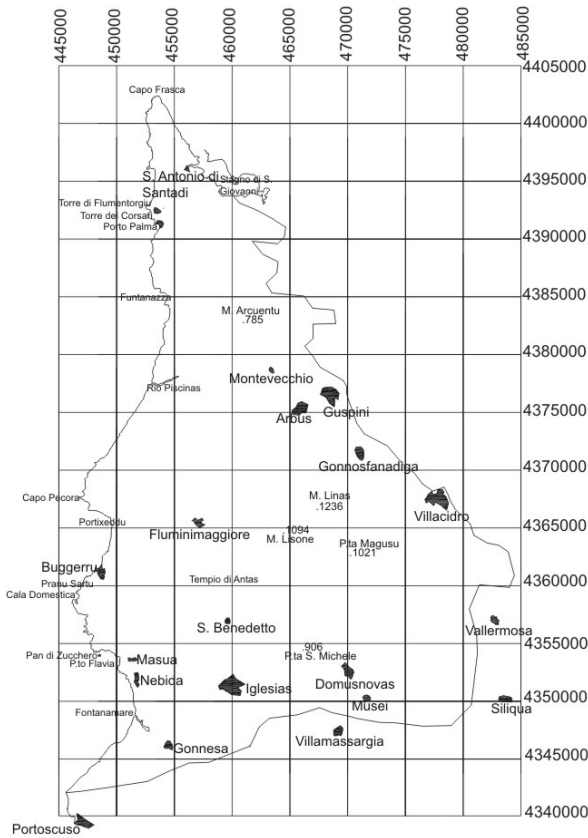 445000
450000
455000
460000
465000
470000
475000
480000
485000
4405000
Capo Frasca
4400000
S. Antonio di
Santadi
Stagno di S.
Giovanni
4395000
Torre di Flumentorgiu
Torre dei Corsari
Porto Palma
4390000
Funtanazza
4385000
M. Arcuentu
.785
4380000
Montevecchio
Rio Piscinas
Arbus
Guspini
4375000
Gonnosfanadiga
4370000
Capo Pecora
M. Linas
.1236
Villacidro
Portixeddu
Fluminimaggiore
.1094
M. Lisone
4365000
P.ta Magusu
.1021
Buggerru
Pranu Sartu
Cala Domestica
Tempio di Antas
4360000
S. Benedetto
Vallermosa
4355000
.906
P.ta S. Michele
Pan di Zucchero
P.to Flavia
Masua
Nebida
Iglesias
Domusnovas
Musei
Siliqua
4350000
Fontanamare
Gonnesa
Villamassargia
4345000
4340000
Portoscuso